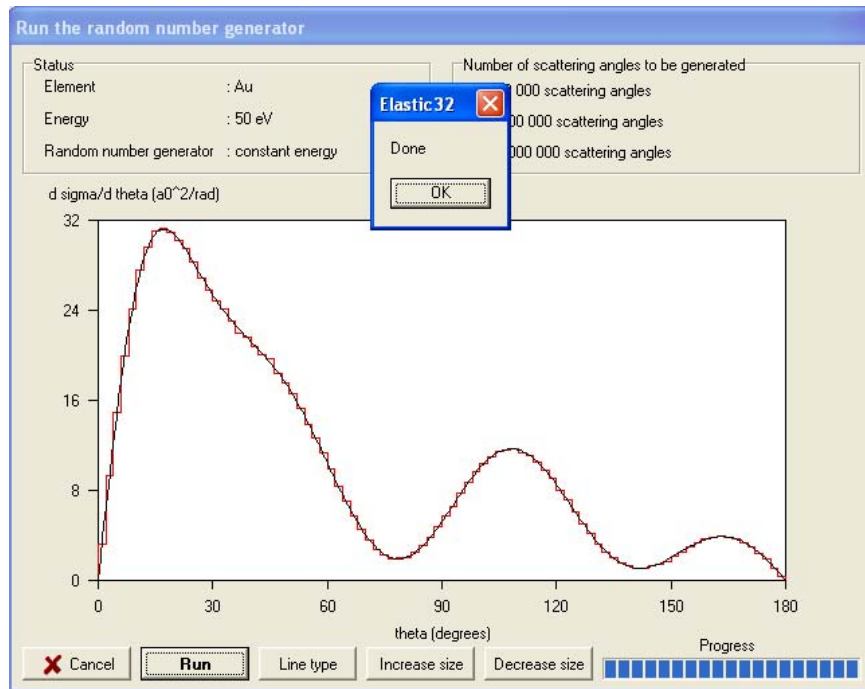 Run the random number generator
Status
Element : Au
Energy : 50 eV
Random number generator : constant energy
Number of scattering angles to be generated
000 scattering angles
00 000 scattering angles
000 000 scattering angles
Elastic32
Done
OK
d sigma/d theta (a0^2/rad)
32
24
16
8
0
0 30 60 90 120 150 180
theta (degrees)
Cancel Run Line type Increase size Decrease size
Progress